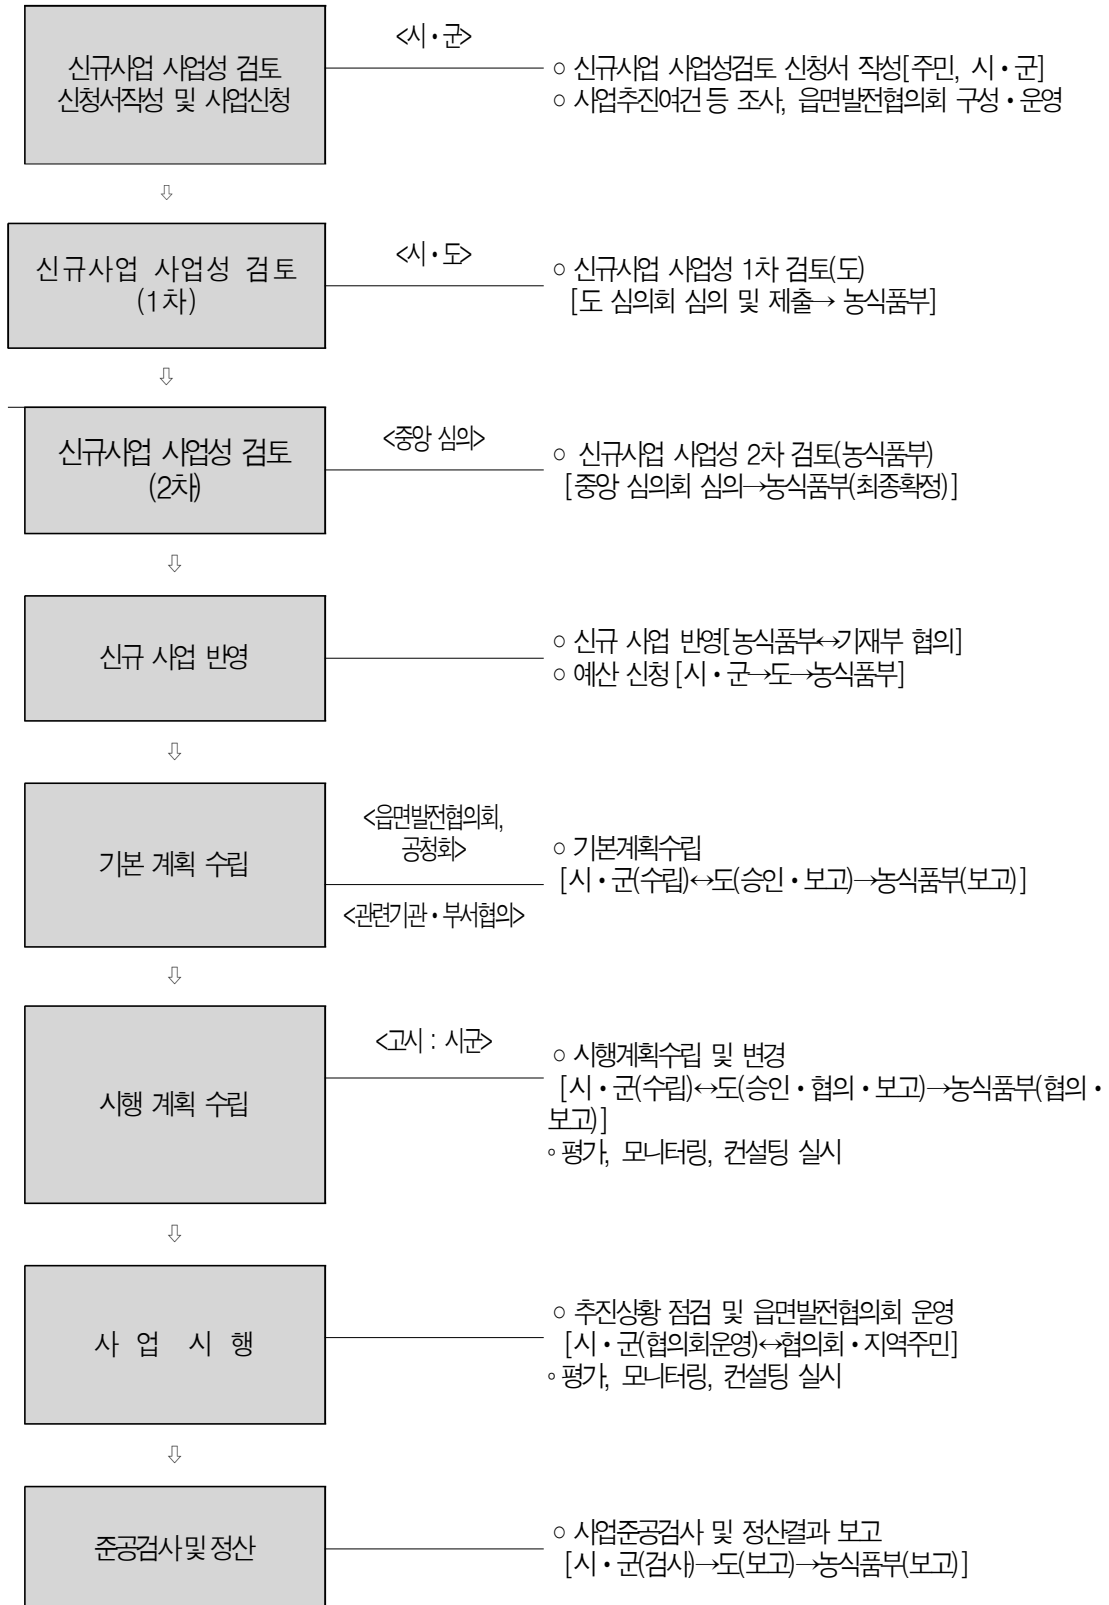 신규사업 사업성 검토
신청서작성 및 사업신청
<시·군>
○ 신규사업 사업성검토 신청서 작성[주민, 시·군]
○ 사업추진여건 등 조사, 읍면발전협의회 구성·운영
⇩
신규사업 사업성 검토
(1차)
<시·도>
○ 신규사업 사업성 1차 검토(도)
[도 심의회 심의 및 제출→ 농식품부]
⇩
신규사업 사업성 검토
(2차)
<중앙 심의>
○ 신규사업 사업성 2차 검토(농식품부)
[중앙 심의회 심의→농식품부(최종확정)]
⇩
신규 사업 반영
○ 신규 사업 반영[농식품부↔기재부 협의]
○ 예산 신청 [시·군→도→농식품부]
⇩
기본 계획 수립
<읍면발전협의회,
공청회>
<관련기관·부서협의>
○ 기본계획수립
[시·군(수립)↔도(승인·보고)→농식품부(보고)]
⇩
시행 계획 수립
<고시 : 시군>
○ 시행계획수립 및 변경
[시·군(수립)↔도(승인·협의·보고)→농식품부(협의·
보고)]
◦ 평가, 모니터링, 컨설팅 실시
⇩
사 업 시 행
○ 추진상황 점검 및 읍면발전협의회 운영
[시·군(협의회운영)↔협의회·지역주민]
◦ 평가, 모니터링, 컨설팅 실시
⇩
준공검사 및 정산
○ 사업준공검사 및 정산결과 보고
[시·군(검사)→도(보고)→농식품부(보고)]